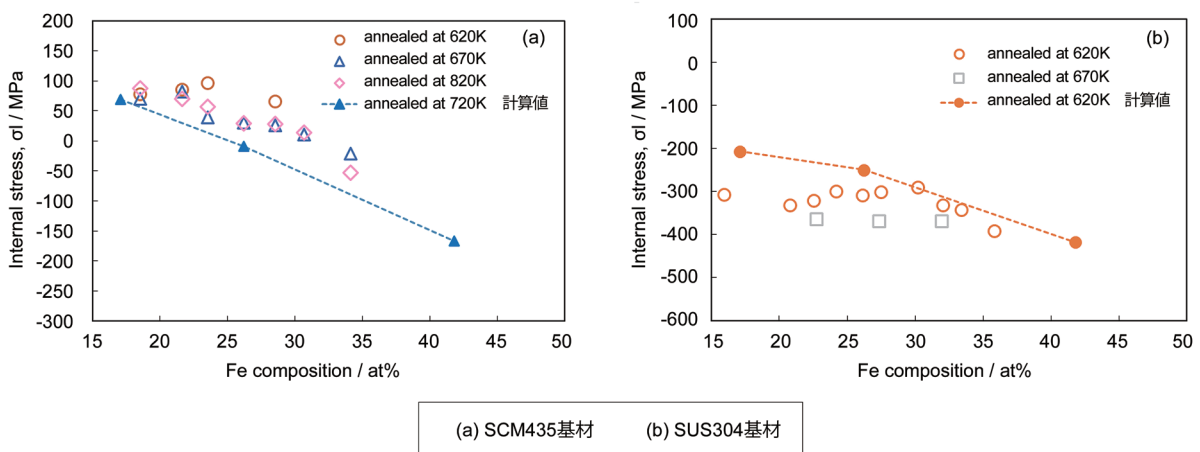 (a)
annealed at 620K
annealed at 670K
annealed at 820K
annealed at 720K 計算値
200
150
100
50
0
-50
-100
-150
-200
-250
-300
Internal stress, σI / MPa
15 20 25 30 35 40 45 50
Fe composition / at%
(b)
annealed at 620K
annealed at 670K
annealed at 620K 計算値
100
0
-100
-200
-300
-400
-500
-600
Internal stress, σI / MPa
15 20 25 30 35 40 45 50
Fe composition / at%
(a) SCM435基材 (b) SUS304基材